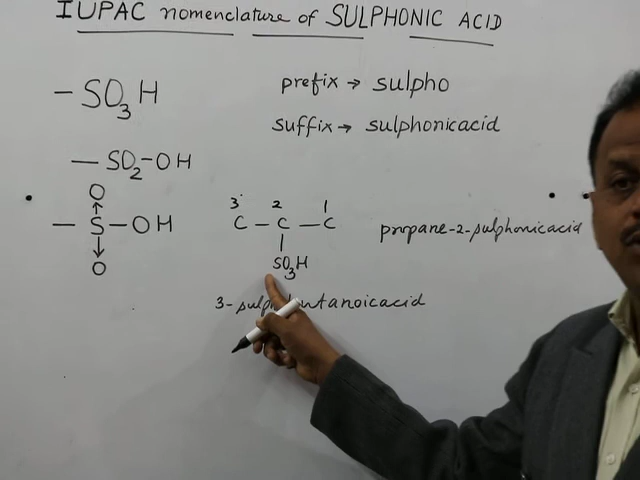 IUPAC nomenclature of SULPHONIC ACID
– SO3H
prefix → sulpho
suffix → sulphonicacid
— SO2–OH
O
↑
— S – OH
↓
O
3 2 1
C – C – C
|
SO3H
propane-2-sulphonicacid
3- acid